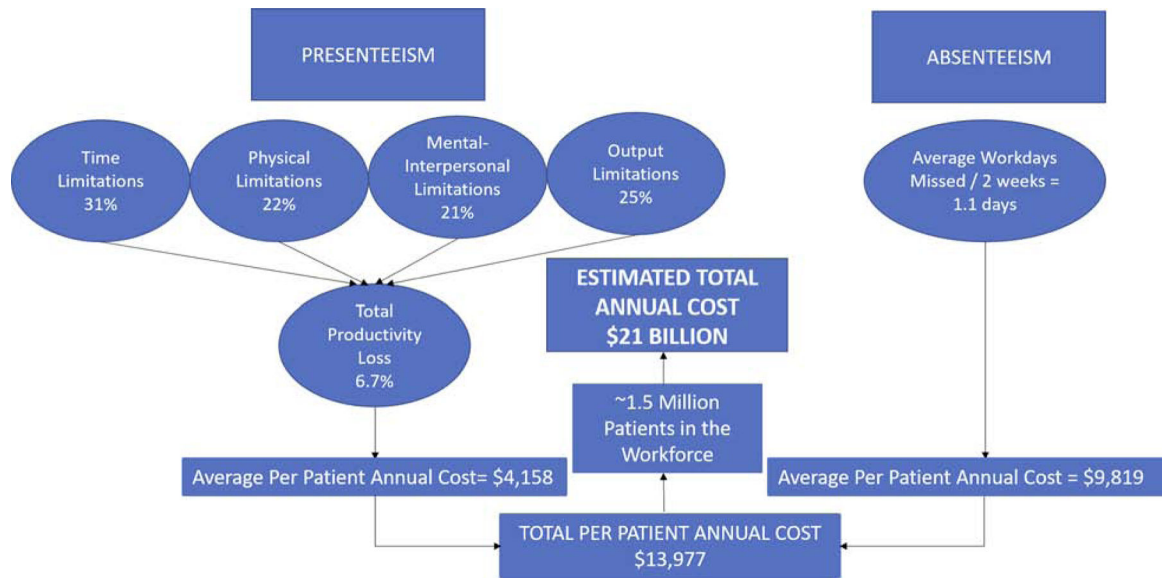 PRESENTEEISM
ABSENTEEISM
Time
Limitations
31%
Physical
Limitations
22%
Mental-
Interpersonal
Limitations
21%
Output
Limitations
25%
Average Workdays
Missed / 2 weeks =
1.1 days
Total
Productivity
Loss
6.7%
ESTIMATED TOTAL
ANNUAL COST
$21 BILLION
~1.5 Million
Patients in the
Workforce
Average Per Patient Annual Cost= $4,158
Average Per Patient Annual Cost = $9,819
TOTAL PER PATIENT ANNUAL COST
$13,977